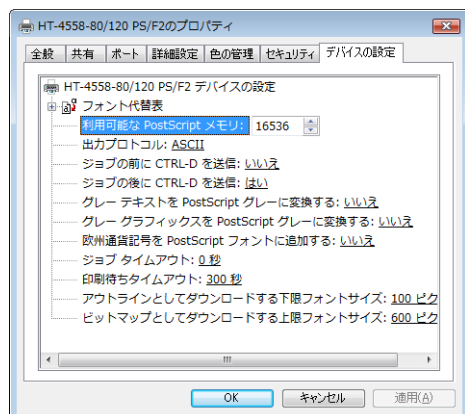 HT-4558-80/120 PS/F2のプロパティ
全般 共有 ポート 詳細設定 色の管理 セキュリティ デバイスの設定
HT-4558-80/120 PS/F2 デバイスの設定
フォント代替表
利用可能な PostScript メモリ: 16536
出力プロトコル: ASCII
ジョブの前に CTRL-D を送信: いいえ
ジョブの後に CTRL-D を送信: はい
グレー テキストを PostScript グレーに変換する: いいえ
グレー グラフィックスを PostScript グレーに変換する: いいえ
欧州通貨記号を PostScript フォントに追加する: いいえ
ジョブ タイムアウト: 0 秒
印刷待ちタイムアウト: 300 秒
アウトラインとしてダウンロードする下限フォントサイズ: 100 ピク
ビットマップとしてダウンロードする上限フォントサイズ: 600 ピク
OK キャンセル 適用(A)